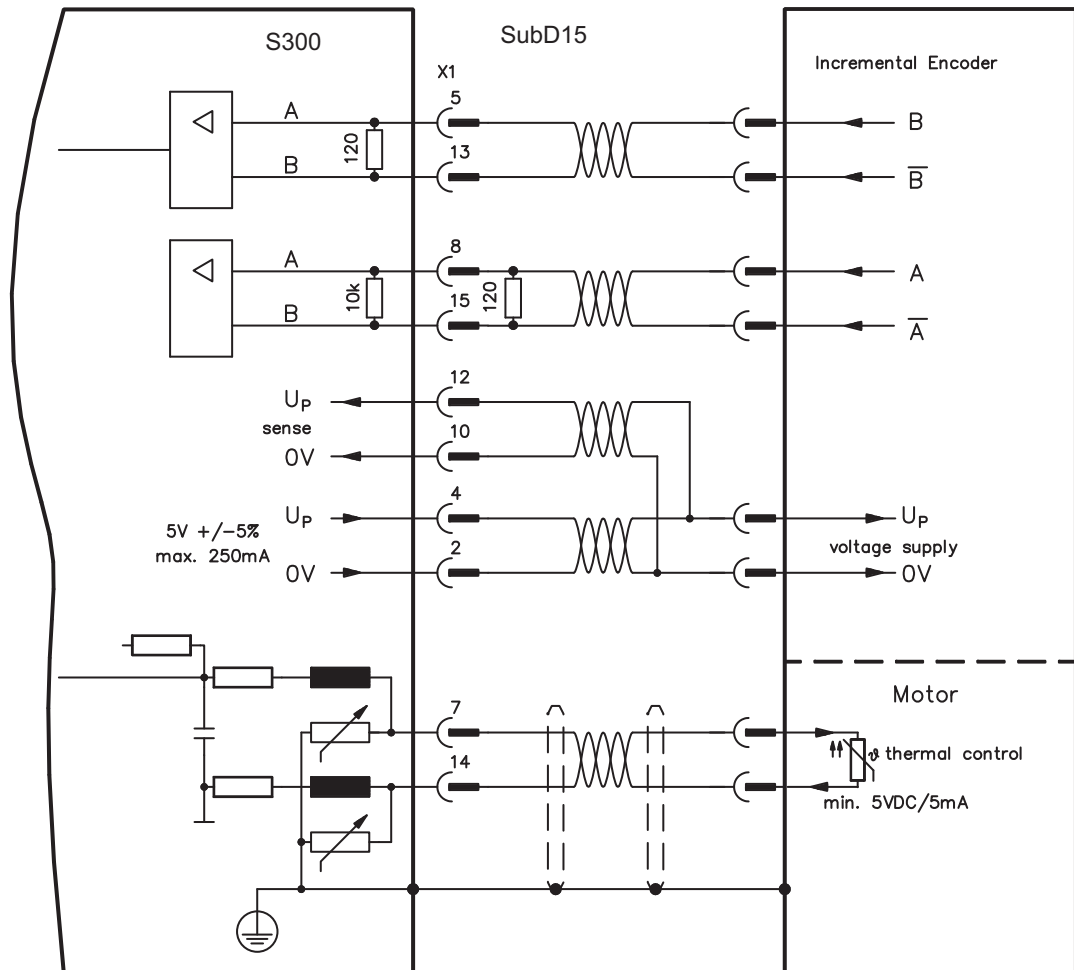 S300
SubD15
Incremental Encoder
X1
5
A
B
120
13
B
B̅
8
A
A
10k
15
120
B
A̅
12
UP
sense
10
0V
4
UP
UP
5V +/-5%
max. 250mA
voltage supply
2
0V
0V
Motor
7
ϑ thermal control
14
min. 5VDC/5mA